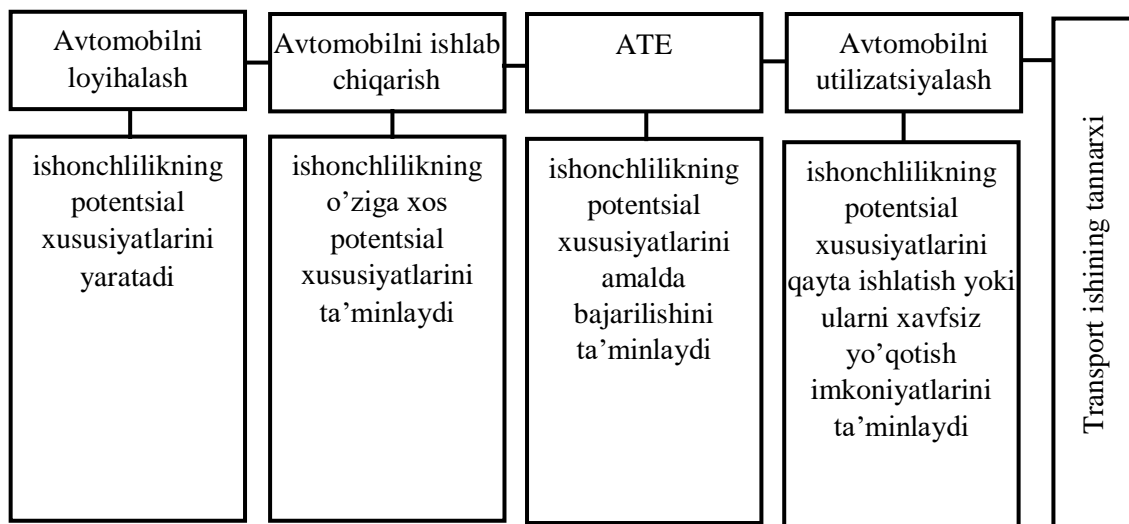 Avtomobilni
loyihalash
Avtomobilni ishlab
chiqarish
ATE
Avtomobilni
utilizatsiyalash
ishonchlilikning
potentsial
xususiyatlarini
yaratadi
ishonchlilikning
o’ziga xos
potentsial
xususiyatlarini
ta’minlaydi
ishonchlilikning
potentsial
xususiyatlarini
amalda
bajarilishini
ta’minlaydi
ishonchlilikning
potentsial
xususiyatlarini
qayta ishlatish yoki
ularni xavfsiz
yo’qotish
imkoniyatlarini
ta’minlaydi
Transport ishining tannarxi